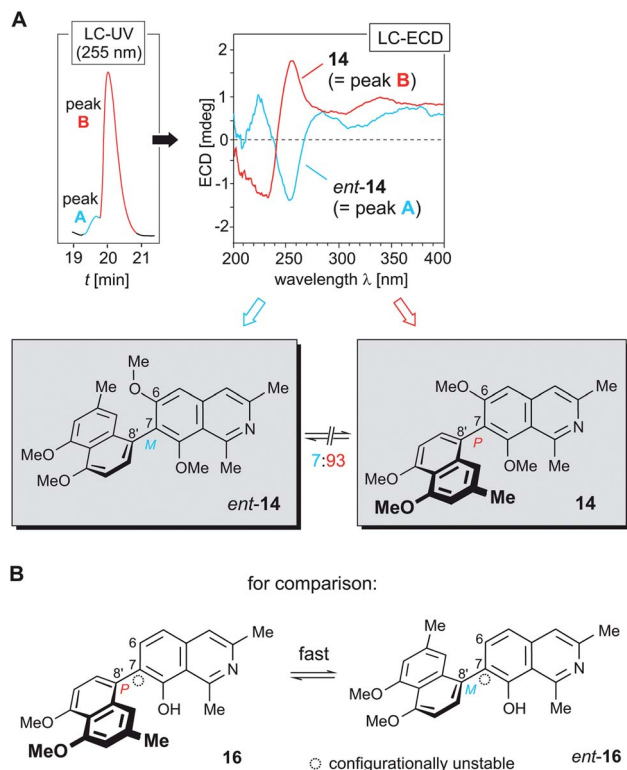 A
LC-UV
(255 nm)
peak
B
peak
A
19 20 21
t [min]
LC-ECD
2
1
0
-1
-2
ECD [mdeg]
14
(= peak B)
ent-14
(= peak A)
200 250 300 350 400
wavelength λ [nm]
Me
O
6
Me
Me
7
8'
N
M
MeO
OMe
Me
MeO
ent-14
7:93
MeO
6
Me
7
8'
N
P
MeO
MeO
Me
MeO
Me
14
B
for comparison:
6
Me
7
8'
N
P
OH
Me
MeO
MeO
Me
16
fast
Me
6
Me
7
8'
N
M
MeO
OH
Me
MeO
ent-16
configurationally unstable